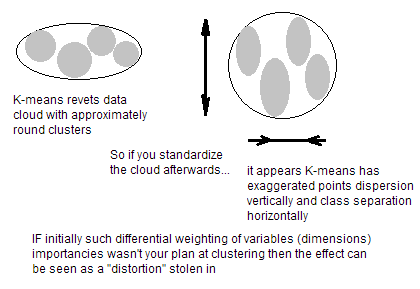 K-means revets data
cloud with approximately
round clusters
So if you standardize
the cloud afterwards...
it appears K-means has
exaggerated points dispersion
vertically and class separation
horizontally
IF initially such differential weighting of variables (dimensions)
importancies wasn't your plan at clustering then the effect can
be seen as a "distortion" stolen in